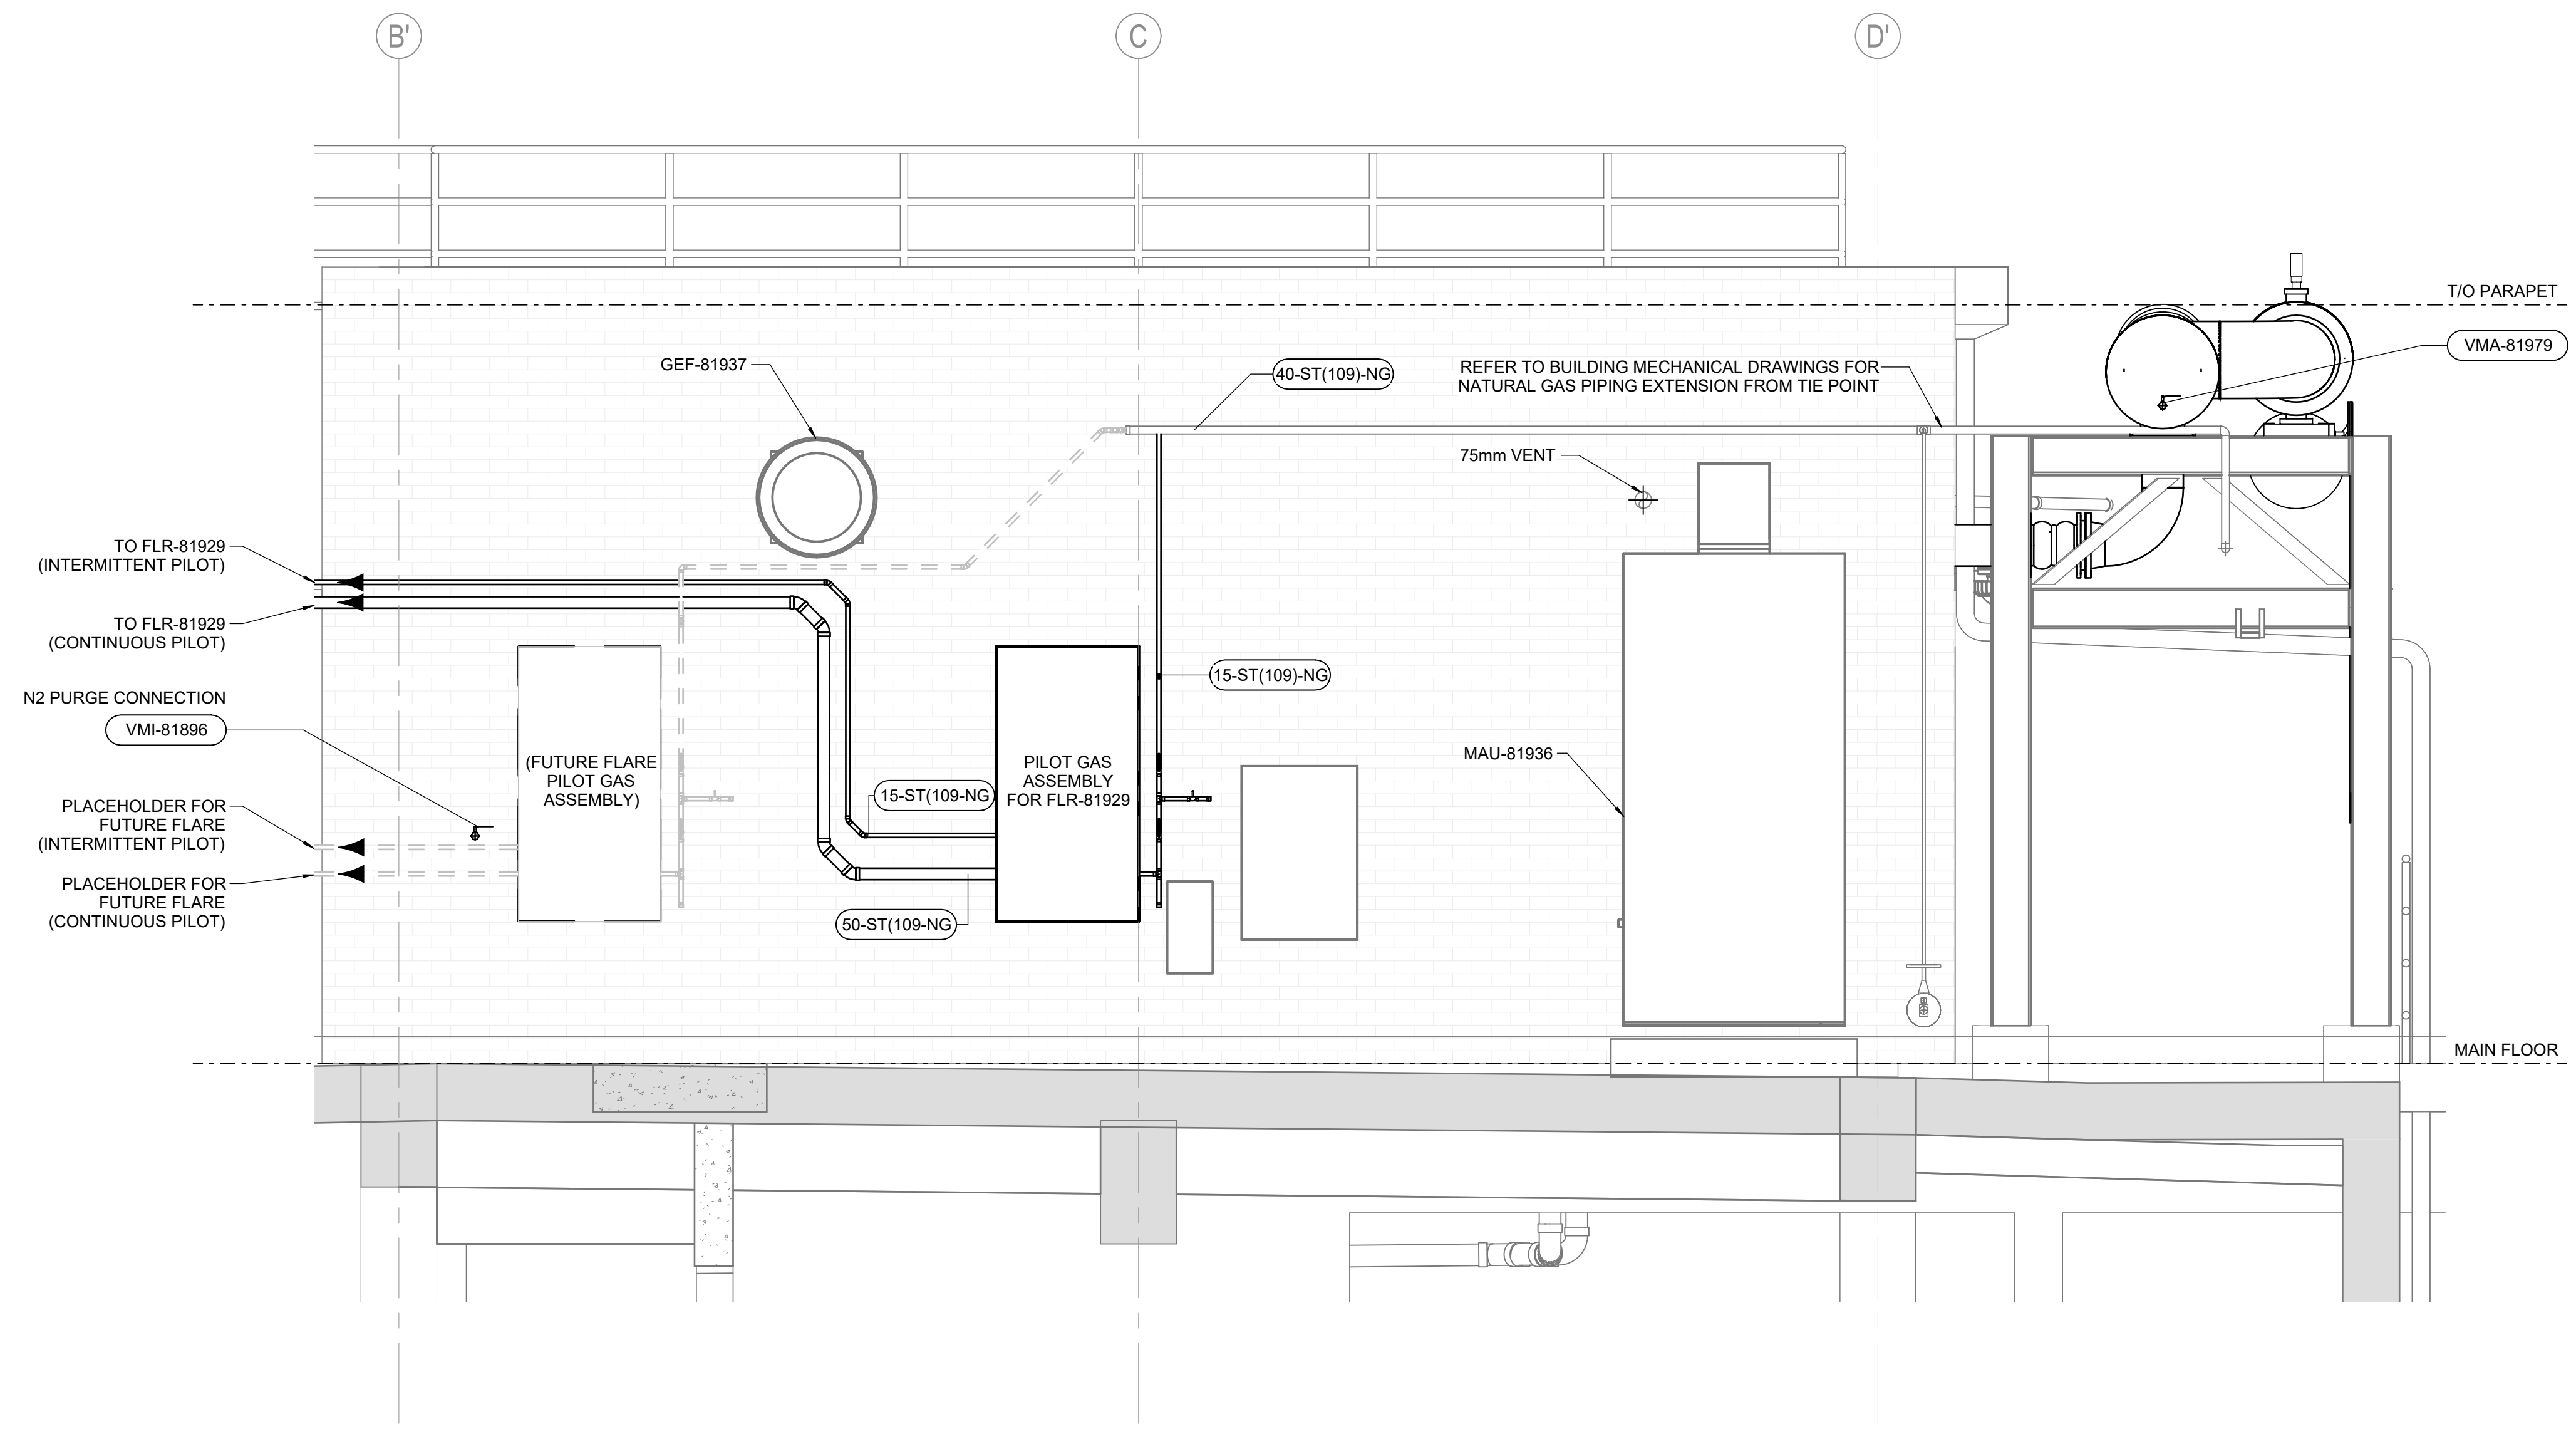 B'
C
D'
T/O PARAPET
VMA-81979
GEF-81937
40-ST(109)-NG
REFER TO BUILDING MECHANICAL DRAWINGS FOR
NATURAL GAS PIPING EXTENSION FROM TIE POINT
75mm VENT
TO FLR-81929
(INTERMITTENT PILOT)
TO FLR-81929
(CONTINUOUS PILOT)
15-ST(109)-NG
N2 PURGE CONNECTION
VMI-81896
(FUTURE FLARE
PILOT GAS
ASSEMBLY)
PILOT GAS
ASSEMBLY
FOR FLR-81929
MAU-81936
15-ST(109-NG
PLACEHOLDER FOR
FUTURE FLARE
(INTERMITTENT PILOT)
PLACEHOLDER FOR
FUTURE FLARE
(CONTINUOUS PILOT)
50-ST(109-NG
MAIN FLOOR